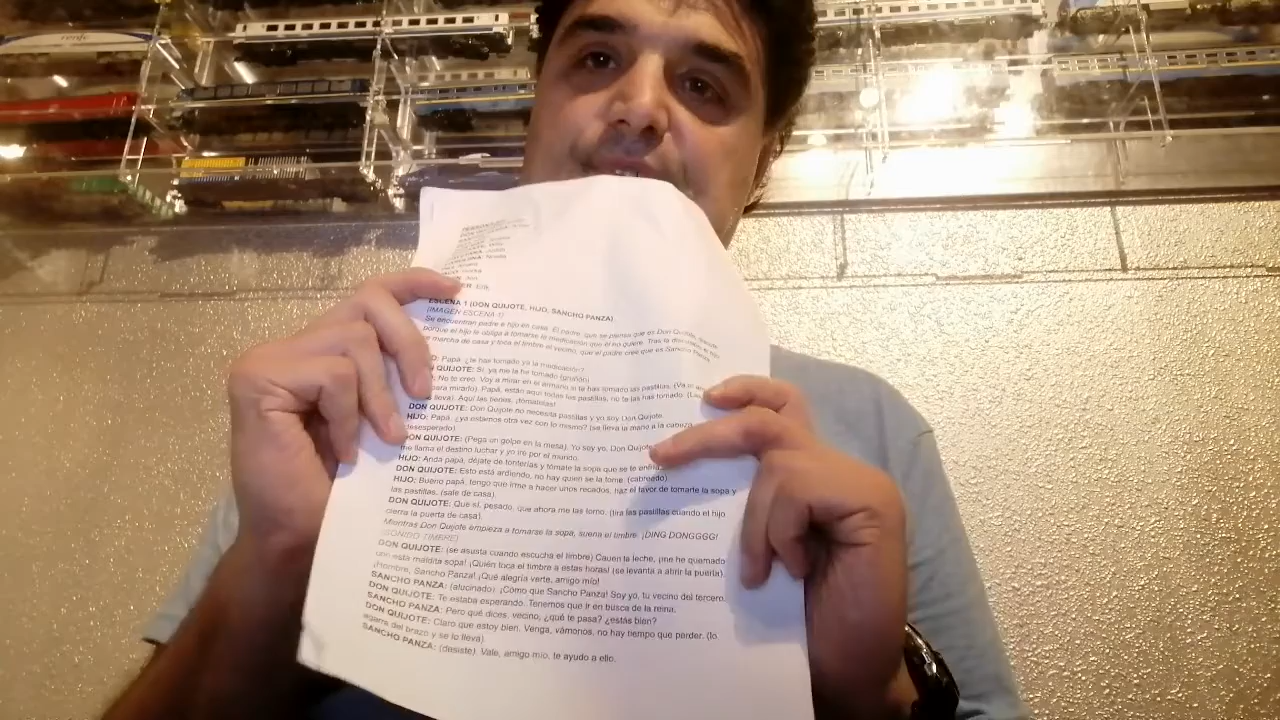 renfe
ESCENA 1 (DON QUIJOTE, HIJO, SANCHO PANZA)
(IMAGEN ESCENA 1)
Se encuentran padre e hijo en casa. El padre, que se piensa que es Don Quijote, discute
porque el hijo le obliga a tomarse la medicación que él no quiere. Tras la discusión el hijo
se marcha de casa y toca el timbre el vecino, que el padre cree que es Sancho Panza.
Papá, ¿te has tomado ya la medicación?
QUIJOTE: Sí, ya me la he tomado (gruñón)
No te creo. Voy a mirar en el armario si te has tomado las pastillas. (Va al
para mirarlo). Papá, están aquí todas las pastillas, no te las has tomado. (Las
lleva). Aquí las tienes, ¡tómatelas!
DON QUIJOTE: Don Quijote no necesita pastillas y yo soy Don Quijote.
HIJO: Papá, ¿ya estamos otra vez con lo mismo? (se lleva la mano a la cabeza
desesperado).
DON QUIJOTE: (Pega un golpe en la mesa). Yo soy yo, Don Quijote
me llama el destino luchar y yo iré por el mundo.
HIJO: Anda papá, déjate de tonterías y tómate la sopa que se te enfría.
DON QUIJOTE: Esto está ardiendo, no hay quien se la tome. (cabreado)
HIJO: Bueno papá, tengo que irme a hacer unos recados, haz el favor de tomarte la sopa y
las pastillas. (sale de casa).
DON QUIJOTE: Que sí, pesado, que ahora me las tomo. (tira las pastillas cuando el hijo
cierra la puerta de casa).
Mientras Don Quijote empieza a tomarse la sopa, suena el timbre. ¡DING DONGGGG!
(SONIDO TIMBRE)
DON QUIJOTE: (se asusta cuando escucha el timbre) Cauen la leche, ¡me he quemado
con esta maldita sopa! ¡Quién toca el timbre a estas horas! (se levanta a abrir la puerta).
¡Hombre, Sancho Panza! ¡Qué alegría verte, amigo mío!
SANCHO PANZA: (alucinado) ¡Cómo que Sancho Panza! Soy yo, tu vecino del tercero.
DON QUIJOTE: Te estaba esperando. Tenemos que ir en busca de la reina.
SANCHO PANZA: Pero qué dices, vecino, ¿qué te pasa? ¿estás bien?
DON QUIJOTE: Claro que estoy bien. Venga, vámonos, no hay tiempo que perder. (lo
agarra del brazo y se lo lleva)
SANCHO PANZA: (desiste). Vale, amigo mío, te ayudo a ello.